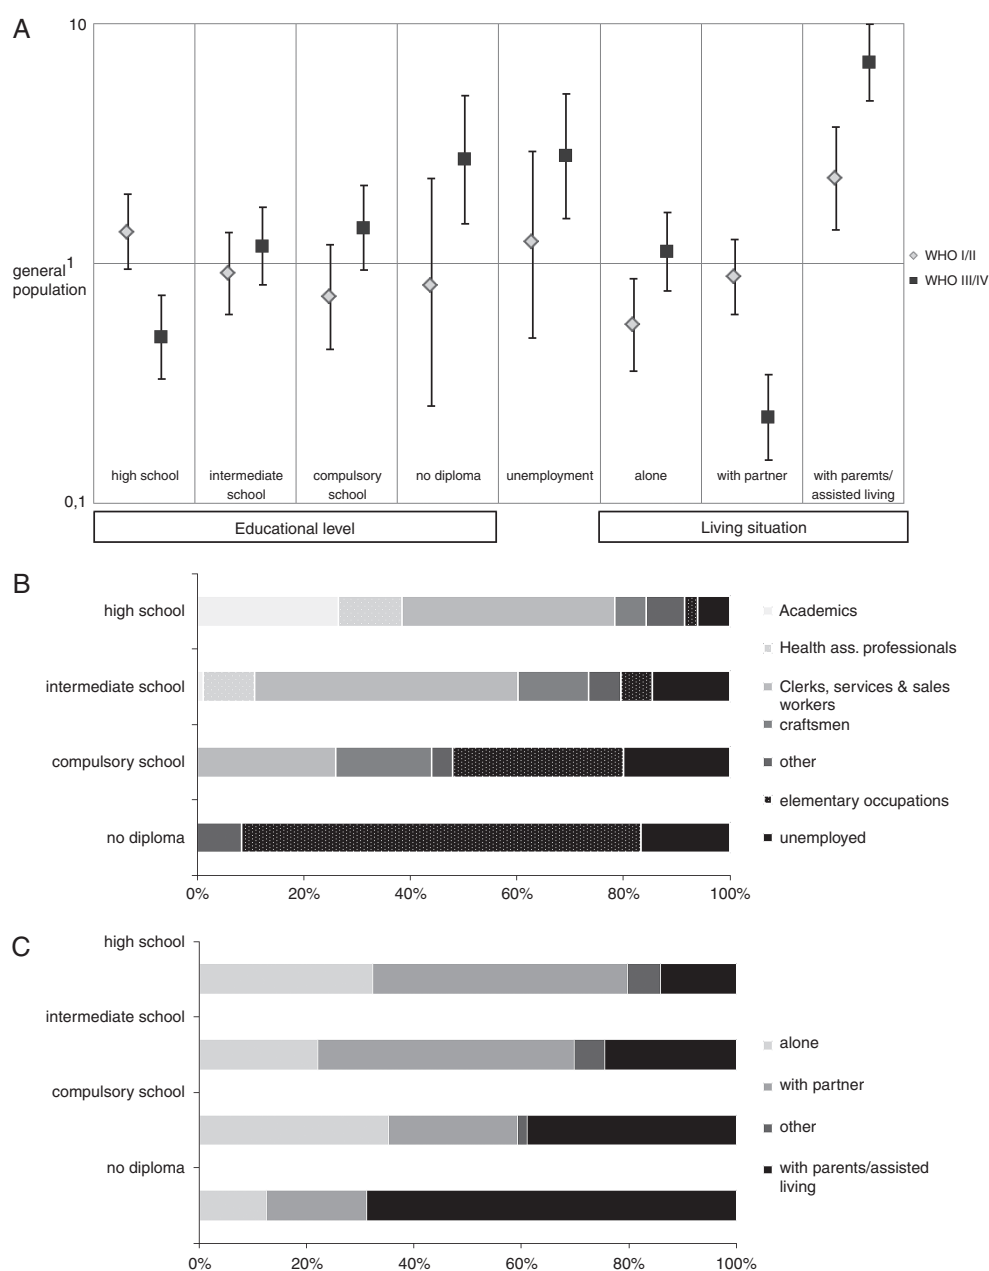 A
10
general 1
population
0,1
WHO I/II
WHO III/IV
high school
intermediate
school
compulsory
school
no diploma
unemployment
alone
with partner
with paremts/
assisted living
Educational level
Living situation
B
high school
intermediate school
compulsory school
no diploma
0%
20%
40%
60%
80%
100%
Academics
Health ass. professionals
Clerks, services & sales
workers
craftsmen
other
elementary occupations
unemployed
C
high school
intermediate school
compulsory school
no diploma
0%
20%
40%
60%
80%
100%
alone
with partner
other
with parents/assisted
living